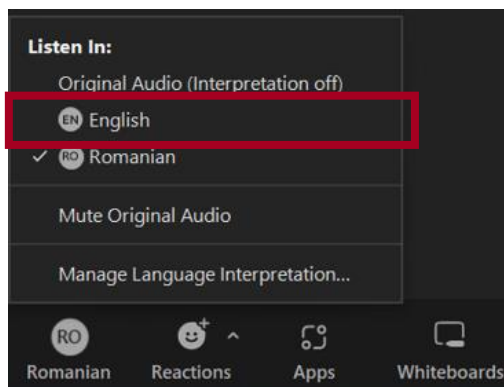 Listen In:
Original Audio (Interpretation off)
EN English
RO Romanian
Mute Original Audio
Manage Language Interpretation...
RO
Romanian Reactions Apps Whiteboards